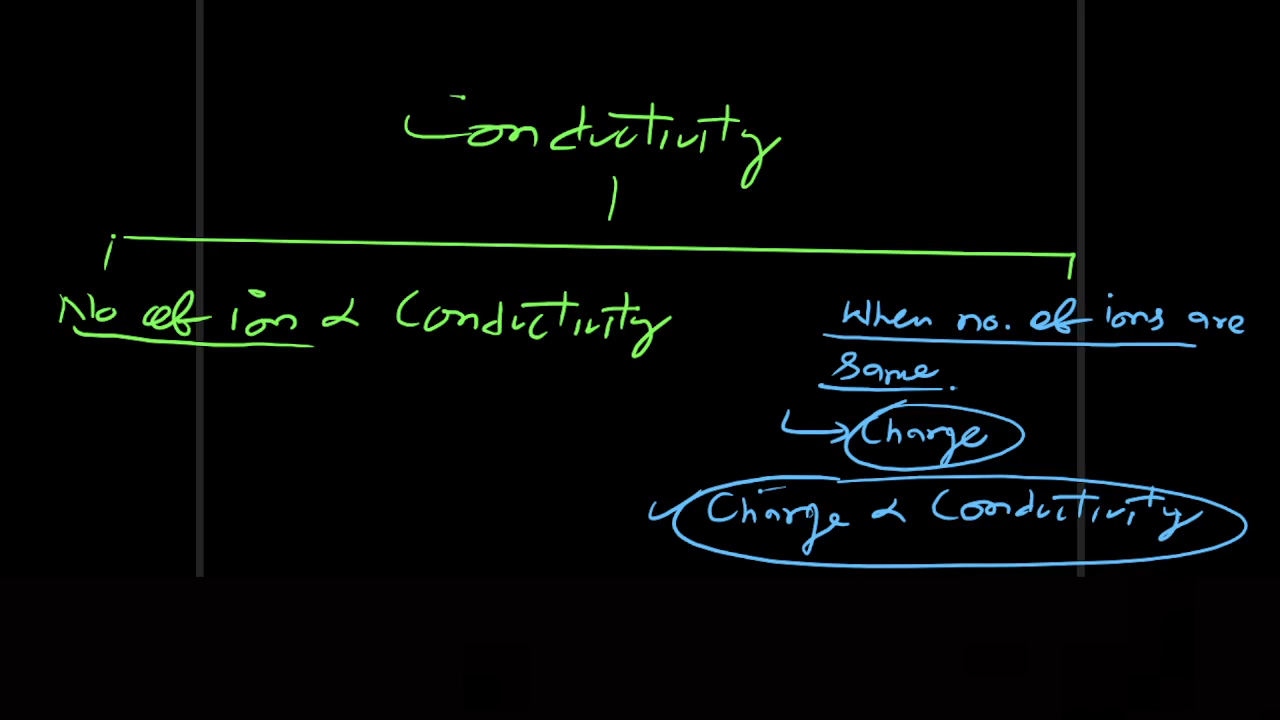 Conductivity
No of ion ∝ Conductivity
When no. of ions are
same.
Charge
Charge ∝ Conductivity